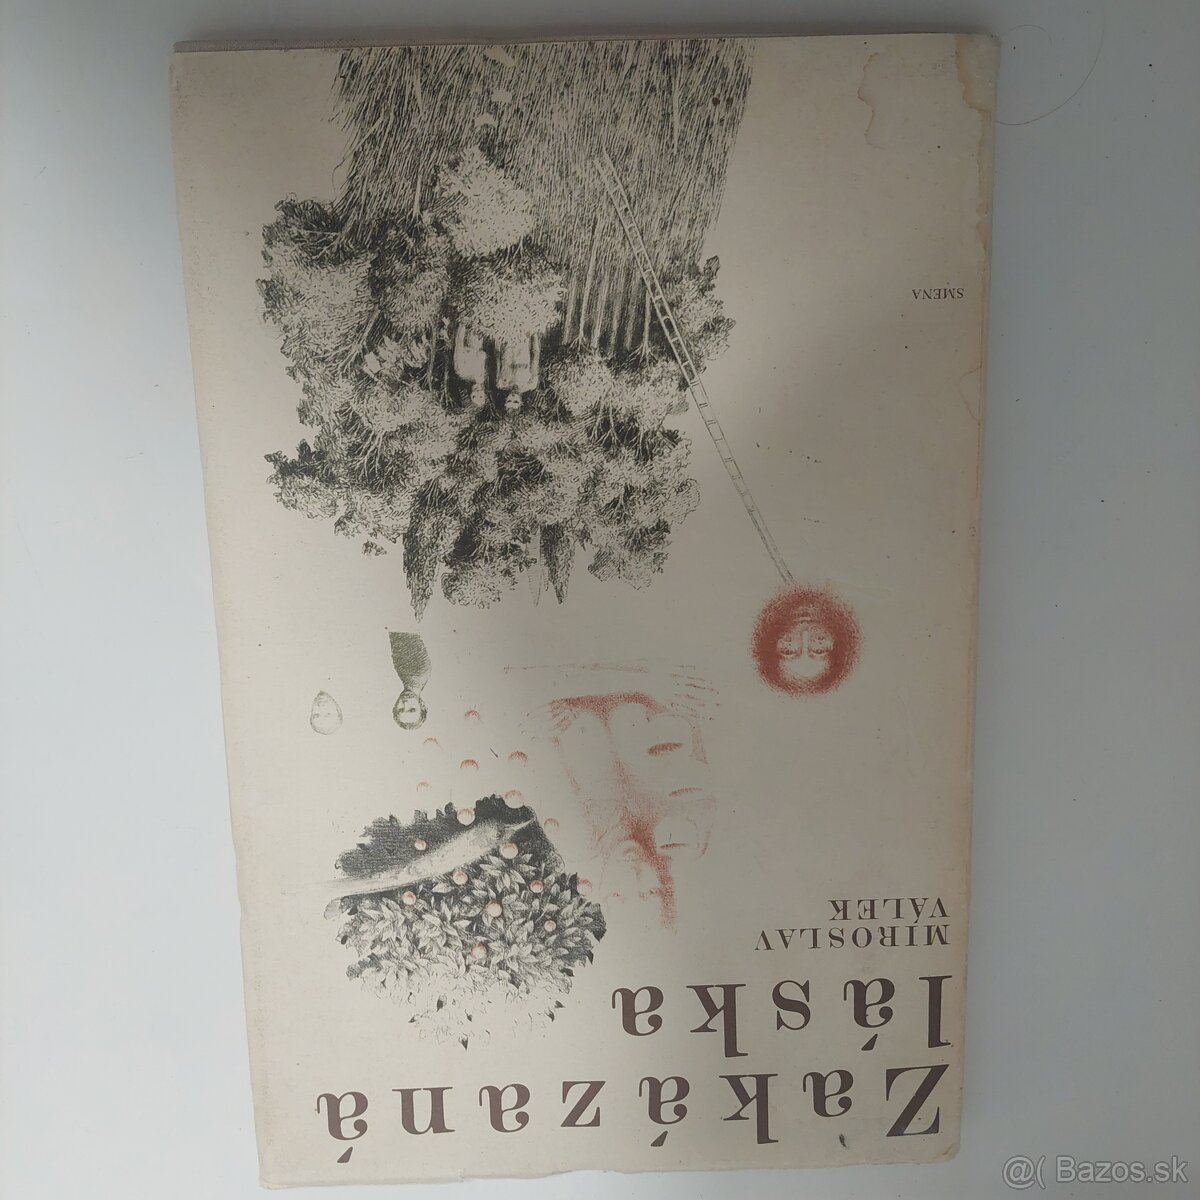 Zakázaná
láska
MIROSLAV
VÁLEK
SMENA
@( Bazos.sk